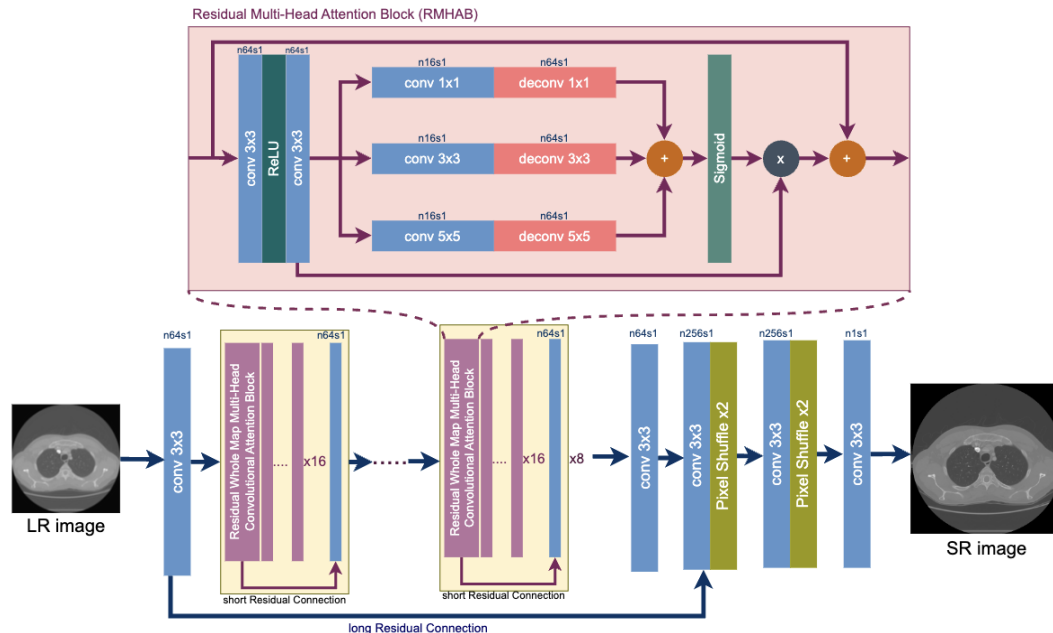 Residual Multi-Head Attention Block (RMHAB)
n64s1 n64s1
conv 3x3
ReLU
conv 3x3
n16s1 n64s1
conv 1x1 deconv 1x1
n16s1 n64s1
conv 3x3 deconv 3x3
n16s1 n64s1
conv 5x5 deconv 5x5
+
Sigmoid
x
+
LR image
n64s1
conv 3x3
n64s1
Residual Whole Map Multi-Head
Convolutional Attention Block
....
x16
short Residual Connection
n64s1
Residual Whole Map Multi-Head
Convolutional Attention Block
....
x16
x8
short Residual Connection
n64s1
conv 3x3
n256s1
conv 3x3
Pixel Shuffle x2
n256s1
conv 3x3
Pixel Shuffle x2
n1s1
conv 3x3
SR image
long Residual Connection